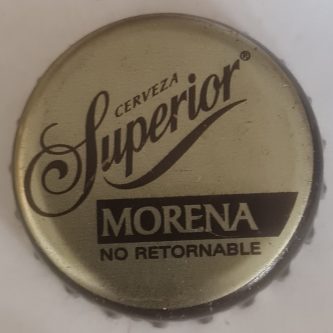 CERVEZA
Superior®
MORENA
NO RETORNABLE